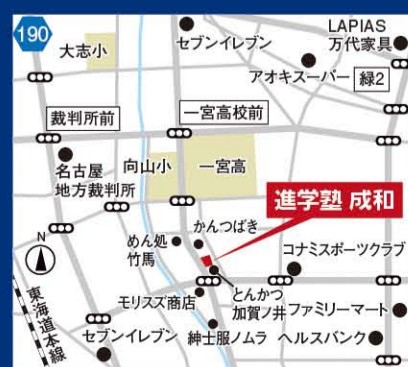 190
大志小
セブンイレブン
LAPIAS
万代家具
アオキスーパー
緑2
裁判所前
一宮高校前
名古屋
地方裁判所
向山小
一宮高
進学塾 成和
かんつばき
めん処
竹馬
コナミスポーツクラブ
N
東海道本線
モリスズ商店
とんかつ
加賀ノ井
ファミリーマート
セブンイレブン
紳士服ノムラ
ヘルスバンク